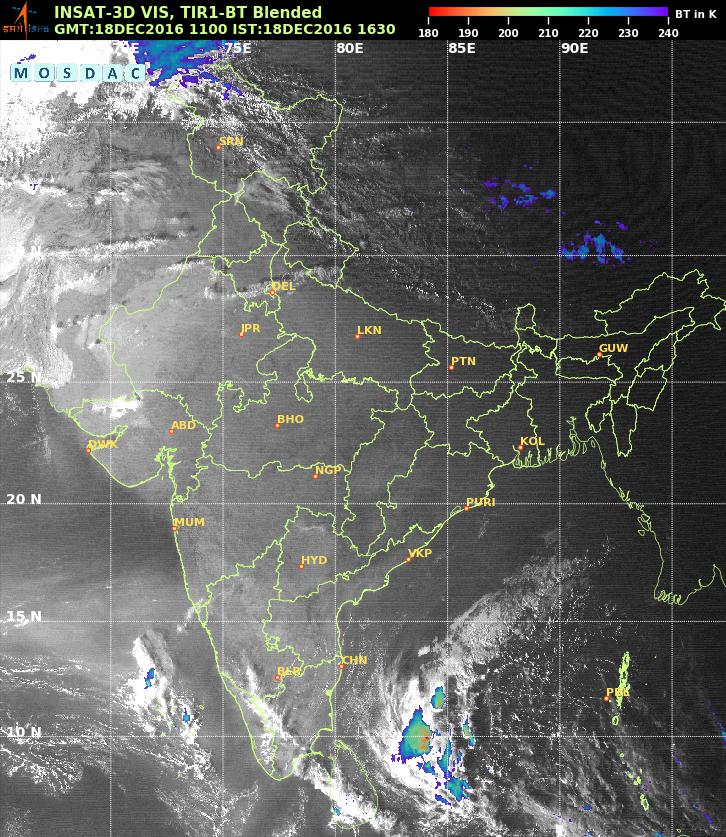 INSAT-3D VIS, TIR1-BT Blended
GMT:18DEC2016 1100 IST:18DEC2016 1630
BT in K
180 190 200 210 220 230 240
75E 80E 85E 90E
MOSDAC
SRN
DEL
JPR
LKN
GUW
PTN
25 N
ABD
BHO
DWK
KOL
NGP
20 N
PURI
MUM
VKP
HYD
15 N
CHN
BLR
10 N